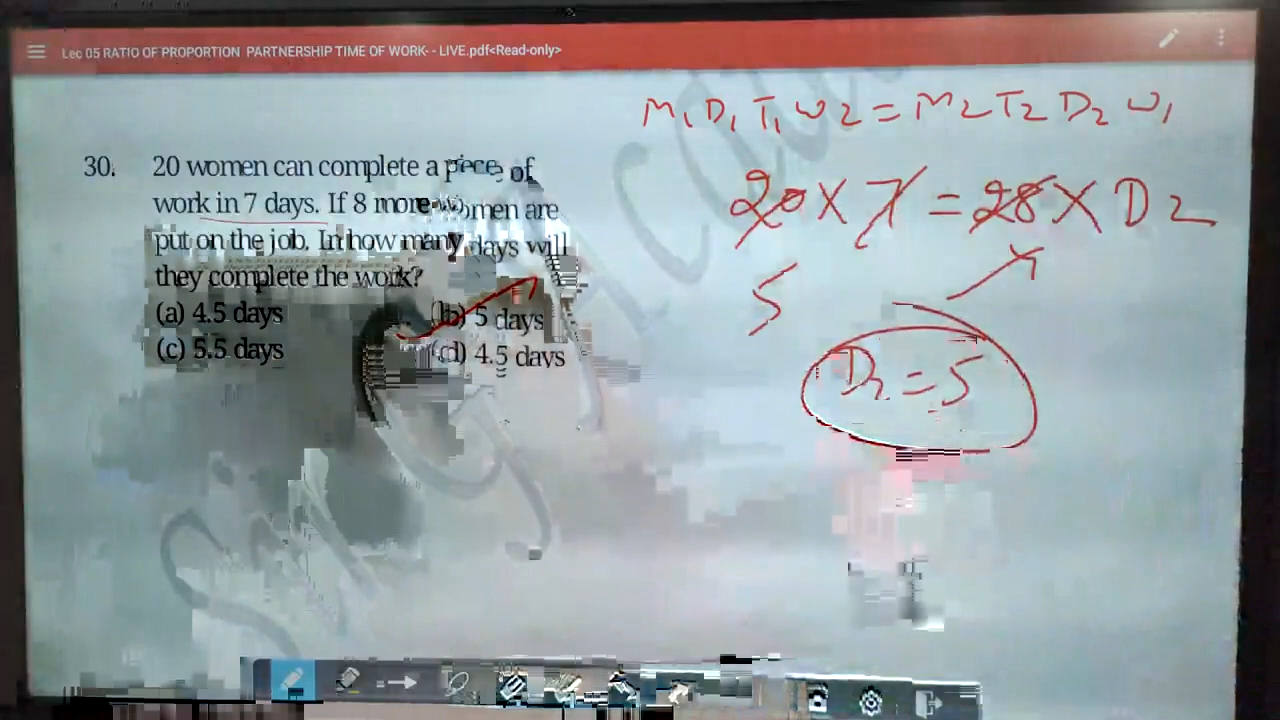 Lec 05 RATIO OF PROPORTION PARTNERSHIP TIME OF WORK- - LIVE.pdf<Read-only>
M1 D1 T1 W2 = M2 T2 D2 W1
30. 20 women can complete a piece of
work in 7 days. If 8 more women are
put on the job. In how many days will
they complete the work?
(a) 4.5 days (b) 5 days
(c) 5.5 days (d) 4.5 days
20 X 7 = 28 X D2
5
D2 = 5